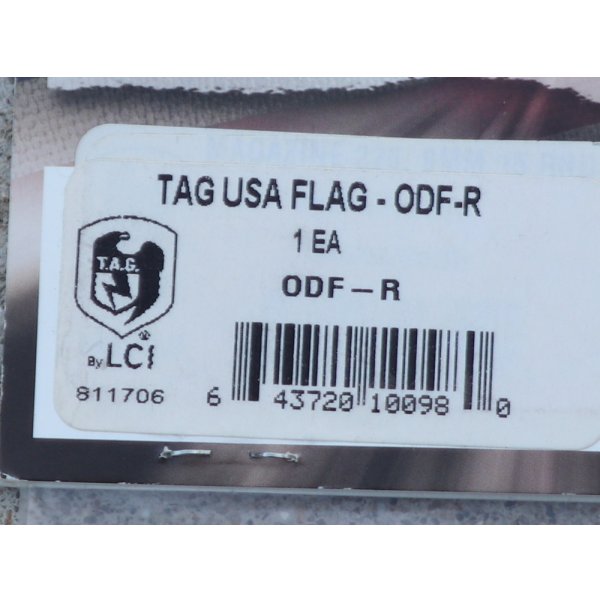 TAG USA FLAG - ODF-R
1 EA
ODF-R
T.A.G.
By LCI
811706
6 43720 10098 0